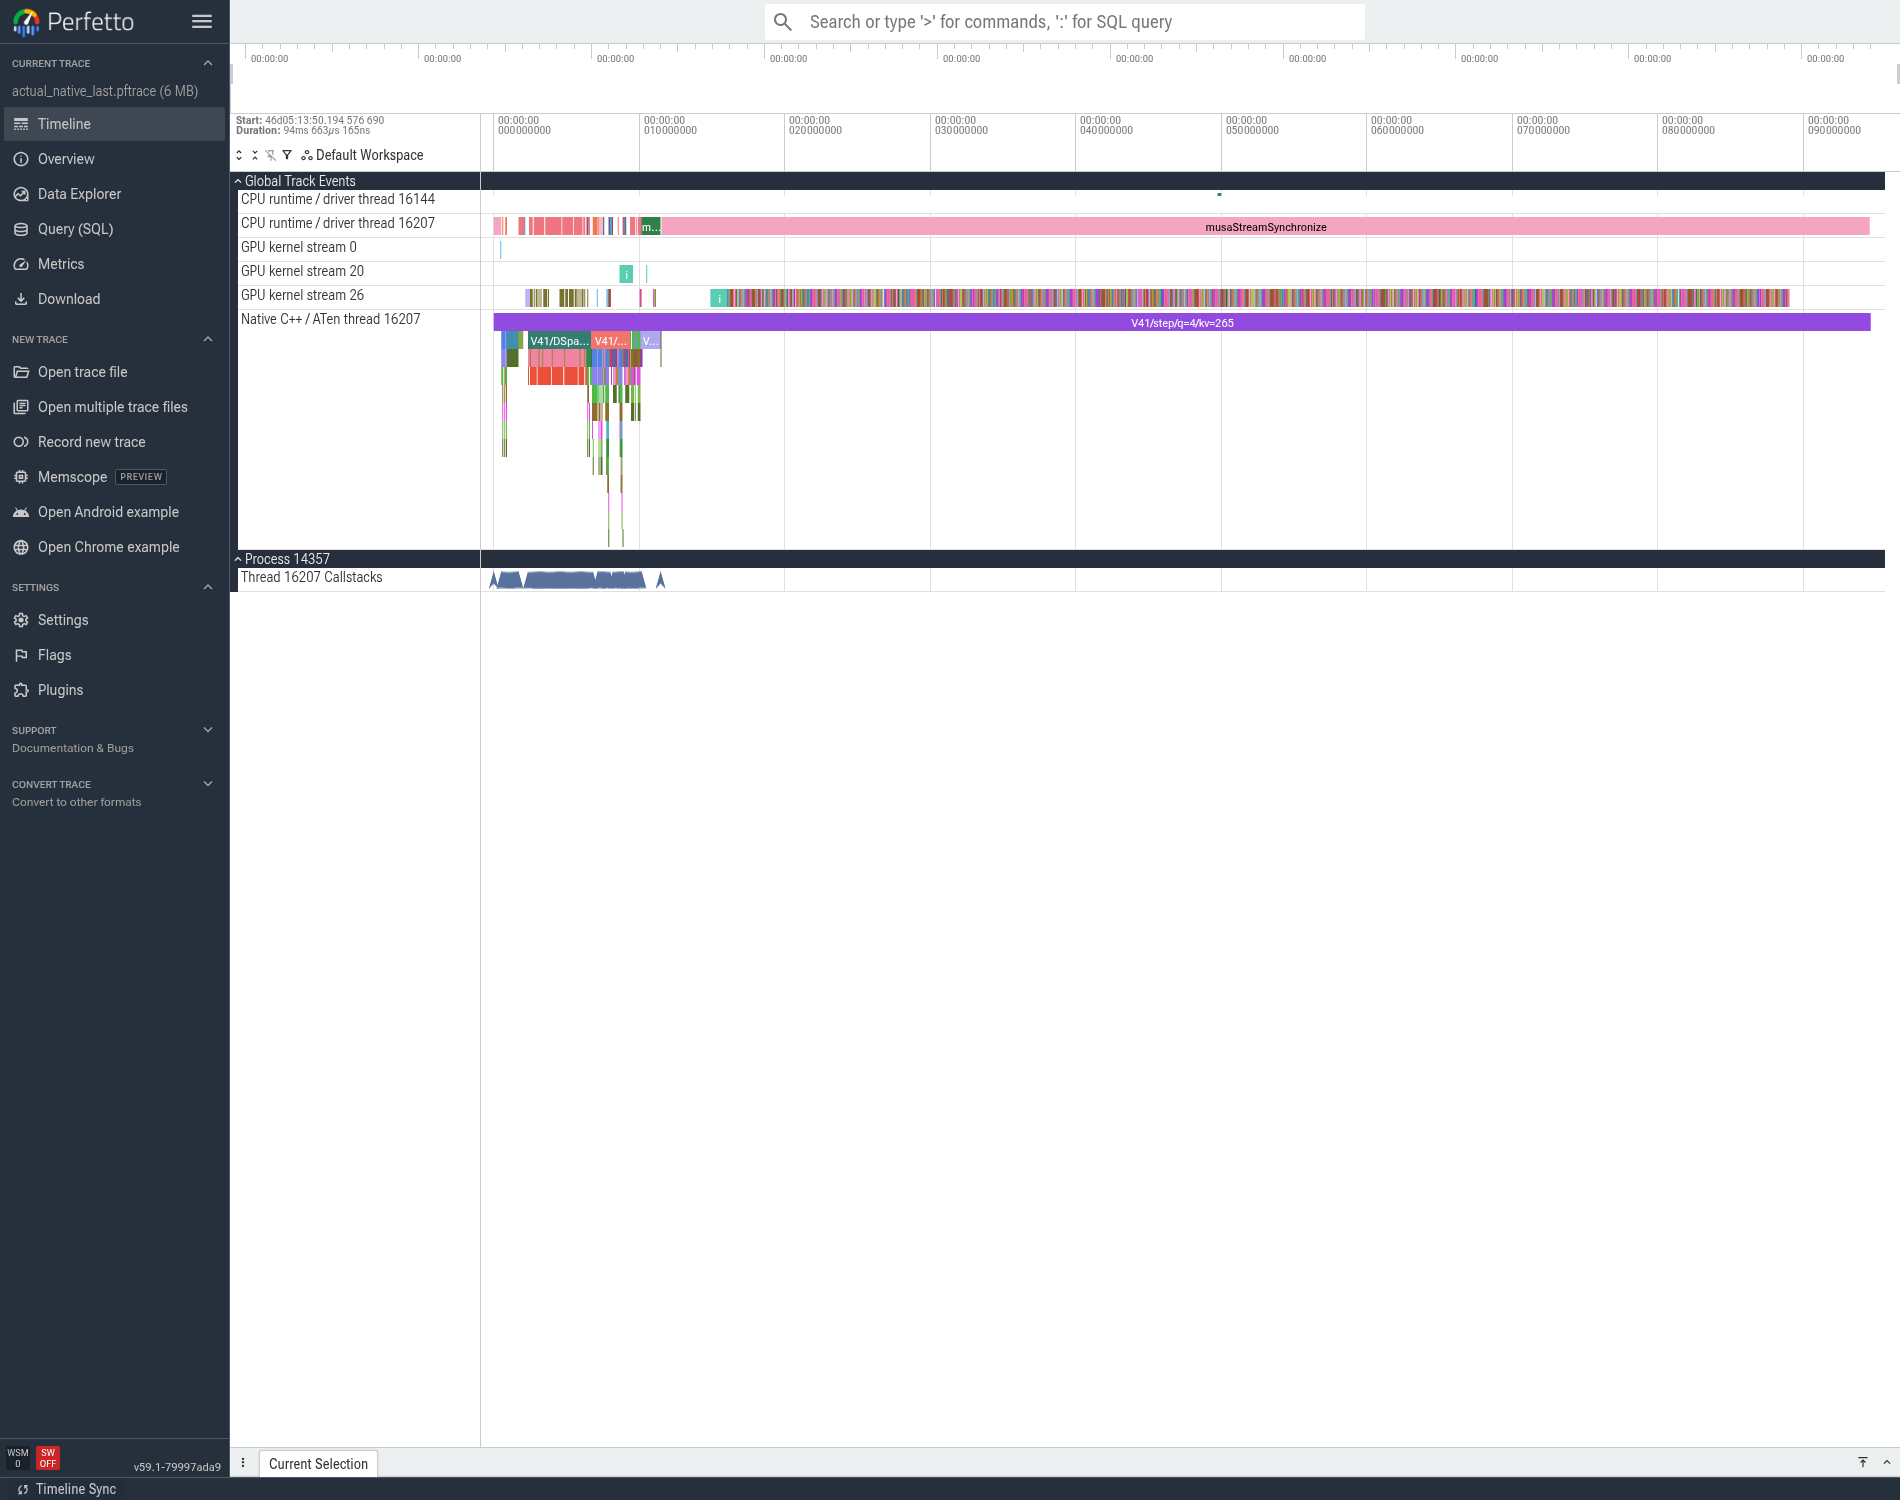 Perfetto
Search or type '>' for commands, ':' for SQL query
CURRENT TRACE
actual_native_last.pftrace (6 MB)
Timeline
Overview
Data Explorer
Query (SQL)
Metrics
Download
NEW TRACE
Open trace file
Open multiple trace files
Record new trace
Memscope PREVIEW
Open Android example
Open Chrome example
SETTINGS
Settings
Flags
Plugins
SUPPORT
Documentation & Bugs
CONVERT TRACE
Convert to other formats
WSM
0
SW
OFF
v59.1-79997ada9
Timeline Sync
00:00:00 00:00:00 00:00:00 00:00:00 00:00:00 00:00:00 00:00:00 00:00:00 00:00:00 00:00:00
Start: 46d05:13:50.194 576 690
Duration: 94ms 663µs 165ns
00:00:00 00:00:00 00:00:00 00:00:00 00:00:00 00:00:00 00:00:00 00:00:00 00:00:00 00:00:00
000000000 010000000 020000000 030000000 040000000 050000000 060000000 070000000 080000000 090000000
Default Workspace
Global Track Events
CPU runtime / driver thread 16144
CPU runtime / driver thread 16207
m... musaStreamSynchronize
GPU kernel stream 0
GPU kernel stream 20
i
GPU kernel stream 26
i
Native C++ / ATen thread 16207
V41/step/q=4/kv=265
V41/DSpa... V41/... V...
Process 14357
Thread 16207 Callstacks
Current Selection